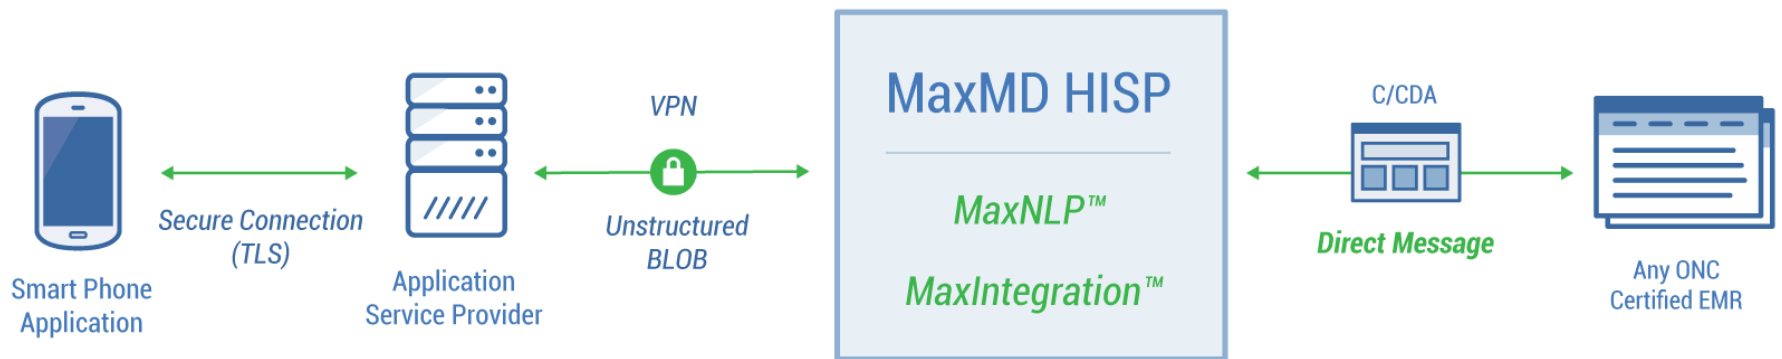 Smart Phone
Application
Secure Connection
(TLS)
Application
Service Provider
VPN
Unstructured
BLOB
MaxMD HISP
MaxNLP™
MaxIntegration™
C/CDA
Direct Message
Any ONC
Certified EMR